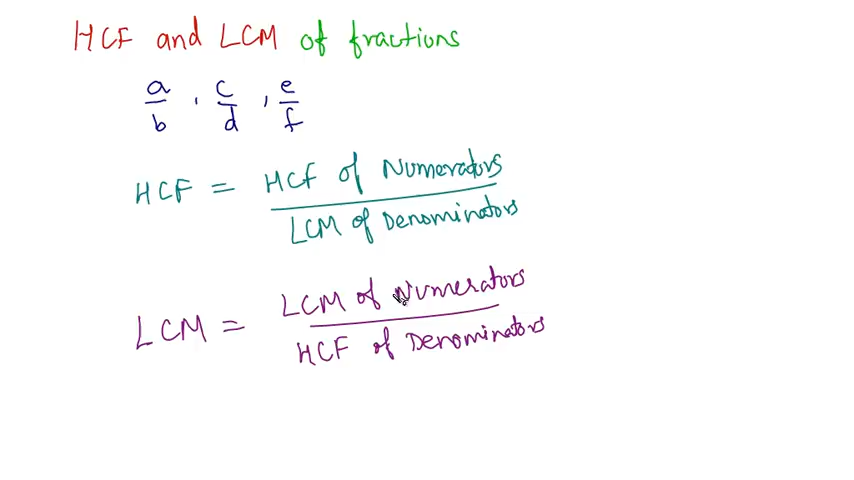 HCF and LCM of fractions
a/b , c/d , e/f
HCF = HCF of Numerators / LCM of Denominators
LCM = LCM of Numerators / HCF of Denominators